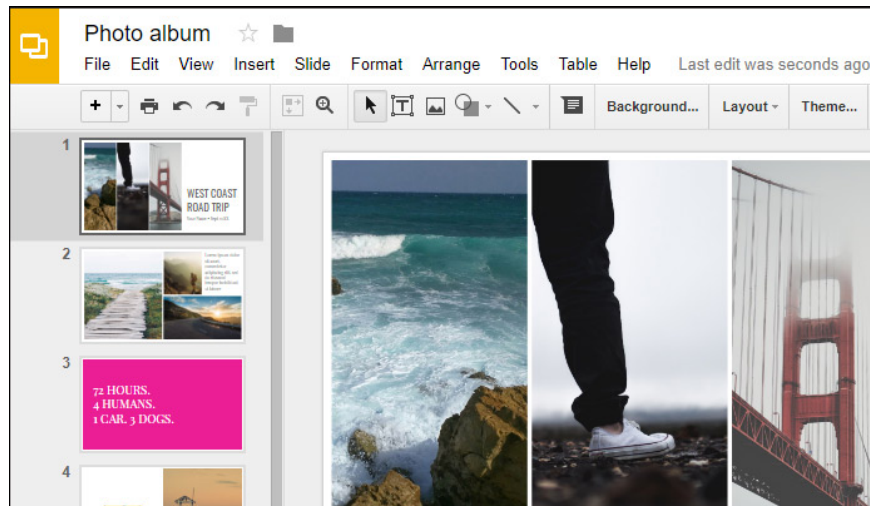 Photo album
File Edit View Insert Slide Format Arrange Tools Table Help Last edit was seconds ago
+ T Background... Layout Theme...
1
WEST COAST
ROAD TRIP
2
3
72 HOURS.
4 HUMANS.
1 CAR. 3 DOGS.
4